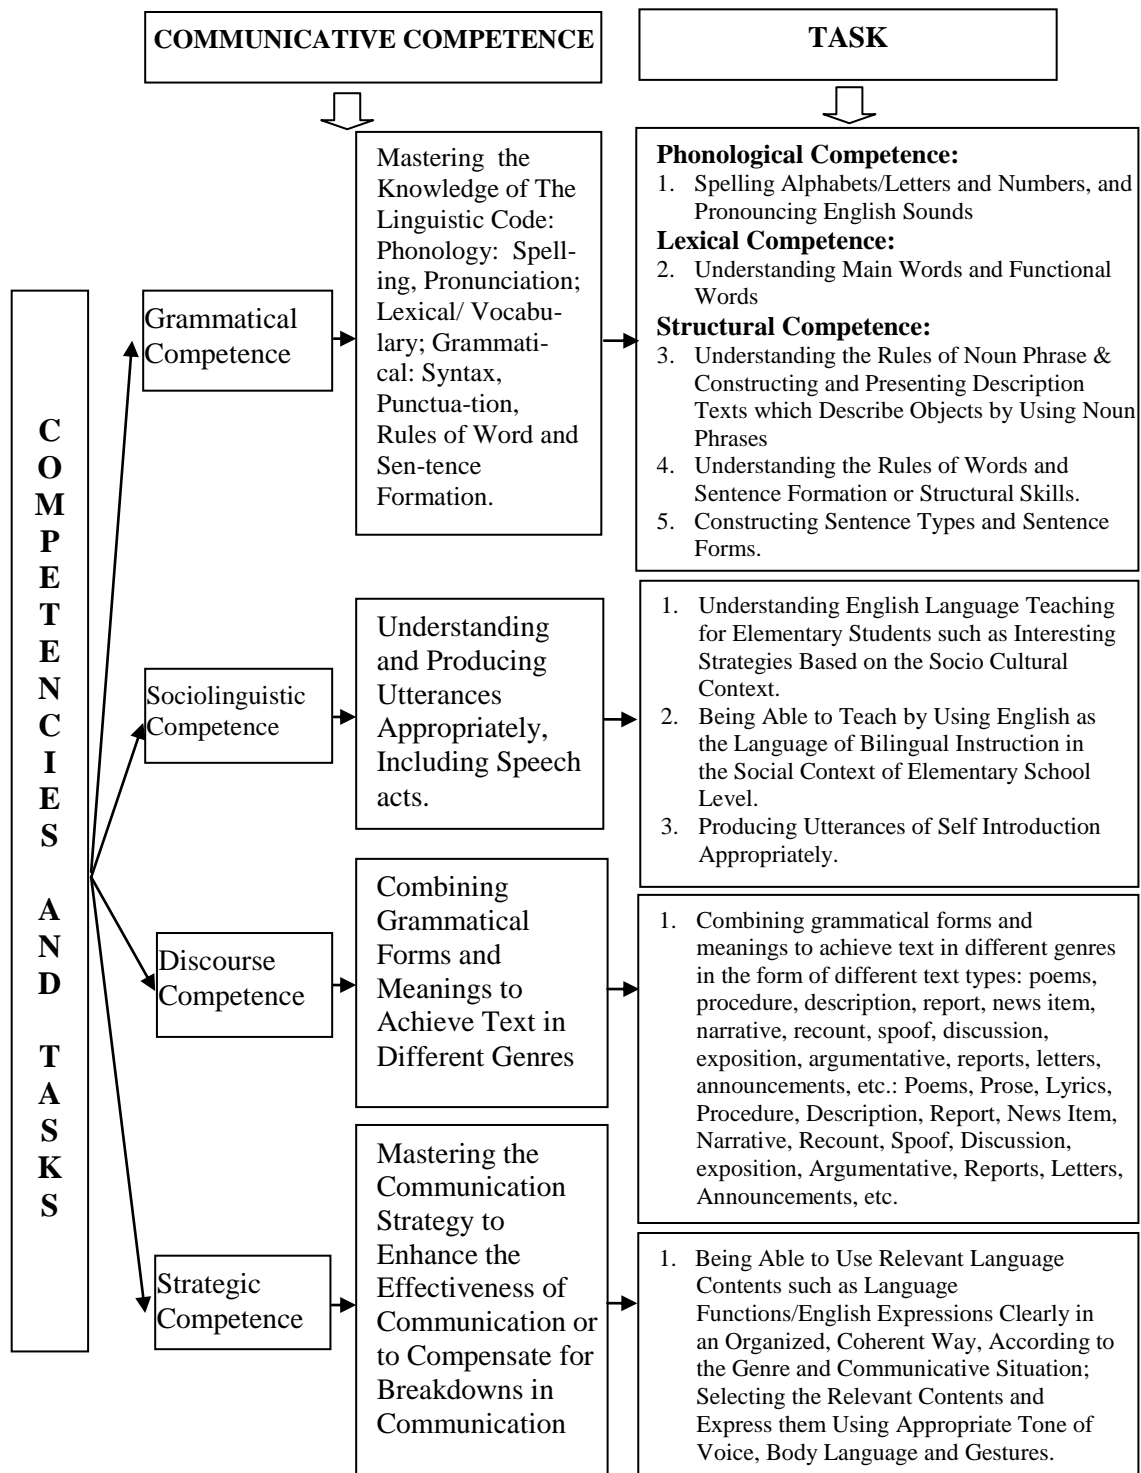 COMMUNICATIVE COMPETENCE
TASK
COMPETENCIES AND TASKS
Grammatical
Competence
Mastering the
Knowledge of The
Linguistic Code:
Phonology: Spell-
ing, Pronunciation;
Lexical/ Vocabu-
lary; Grammati-
cal: Syntax,
Punctua-tion,
Rules of Word and
Sen-tence
Formation.
Phonological Competence:
1. Spelling Alphabets/Letters and Numbers, and
Pronouncing English Sounds
Lexical Competence:
2. Understanding Main Words and Functional
Words
Structural Competence:
3. Understanding the Rules of Noun Phrase &
Constructing and Presenting Description
Texts which Describe Objects by Using Noun
Phrases
4. Understanding the Rules of Words and
Sentence Formation or Structural Skills.
5. Constructing Sentence Types and Sentence
Forms.
Sociolinguistic
Competence
Understanding
and Producing
Utterances
Appropriately,
Including Speech
acts.
1. Understanding English Language Teaching
for Elementary Students such as Interesting
Strategies Based on the Socio Cultural
Context.
2. Being Able to Teach by Using English as
the Language of Bilingual Instruction in
the Social Context of Elementary School
Level.
3. Producing Utterances of Self Introduction
Appropriately.
Discourse
Competence
Combining
Grammatical
Forms and
Meanings to
Achieve Text in
Different Genres
1. Combining grammatical forms and
meanings to achieve text in different genres
in the form of different text types: poems,
procedure, description, report, news item,
narrative, recount, spoof, discussion,
exposition, argumentative, reports, letters,
announcements, etc.: Poems, Prose, Lyrics,
Procedure, Description, Report, News Item,
Narrative, Recount, Spoof, Discussion,
exposition, Argumentative, Reports, Letters,
Announcements, etc.
Strategic
Competence
Mastering the
Communication
Strategy to
Enhance the
Effectiveness of
Communication or
to Compensate for
Breakdowns in
Communication
1. Being Able to Use Relevant Language
Contents such as Language
Functions/English Expressions Clearly in
an Organized, Coherent Way, According to
the Genre and Communicative Situation;
Selecting the Relevant Contents and
Express them Using Appropriate Tone of
Voice, Body Language and Gestures.